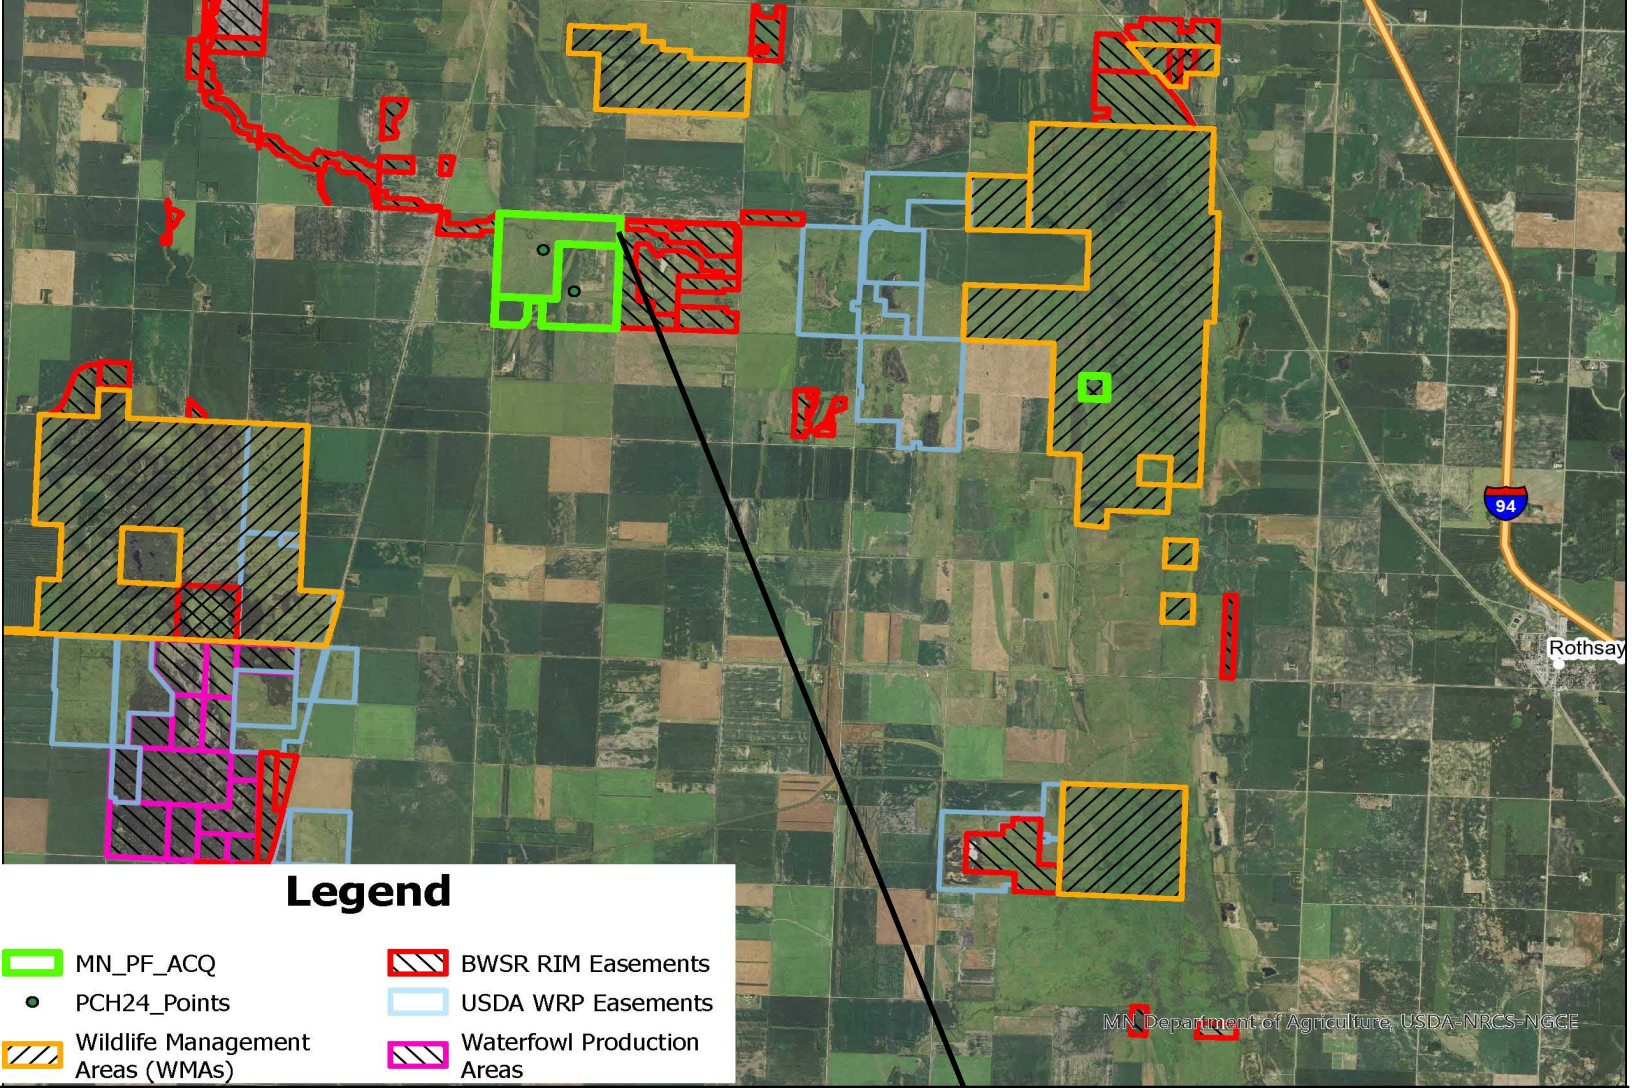 94
Rothsay
Legend
MN_PF_ACQ
PCH24_Points
Wildlife Management
Areas (WMAs)
BWSR RIM Easements
USDA WRP Easements
Waterfowl Production
Areas
MN Department of Agriculture, USDA-NRCS-NGCE